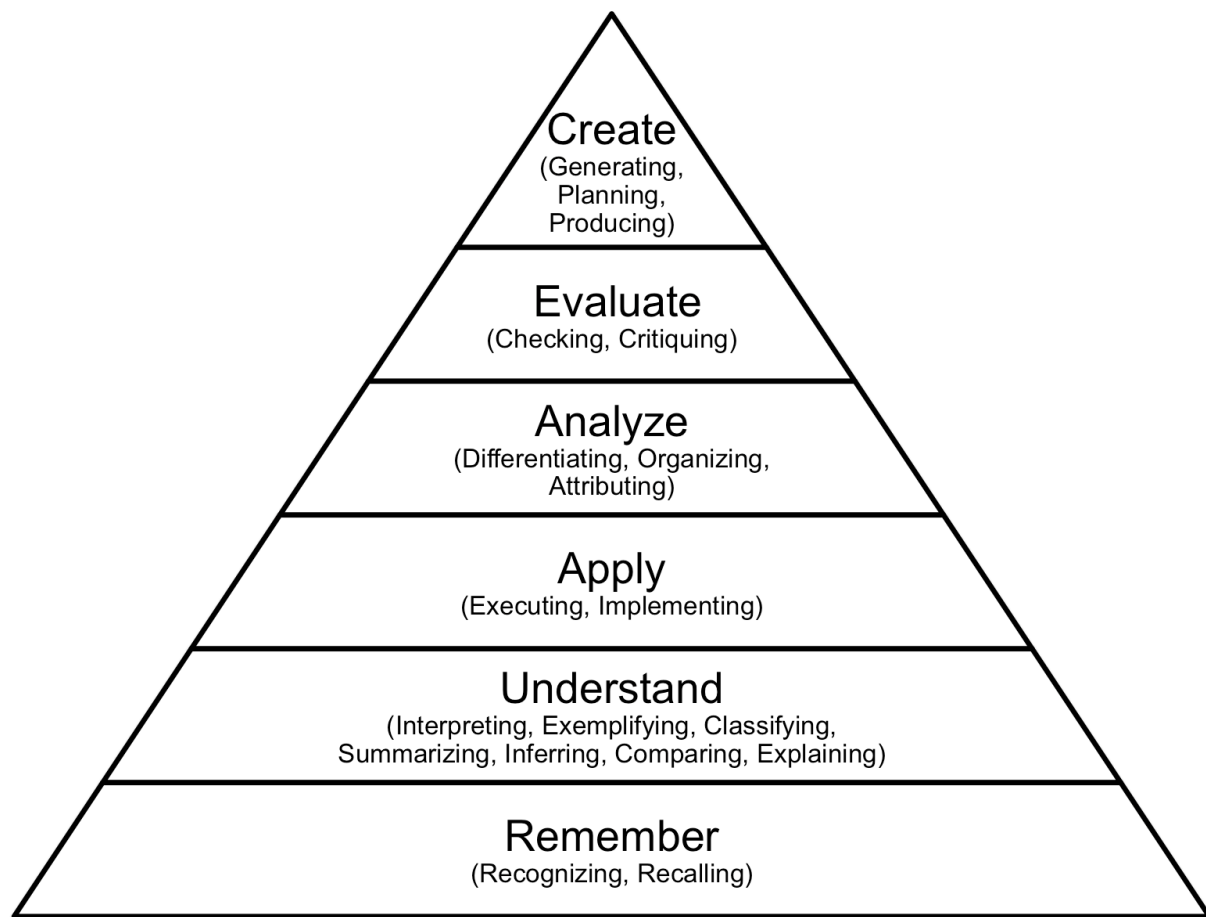 Create
(Generating,
Planning,
Producing)
Evaluate
(Checking, Critiquing)
Analyze
(Differentiating, Organizing,
Attributing)
Apply
(Executing, Implementing)
Understand
(Interpreting, Exemplifying, Classifying,
Summarizing, Inferring, Comparing, Explaining)
Remember
(Recognizing, Recalling)